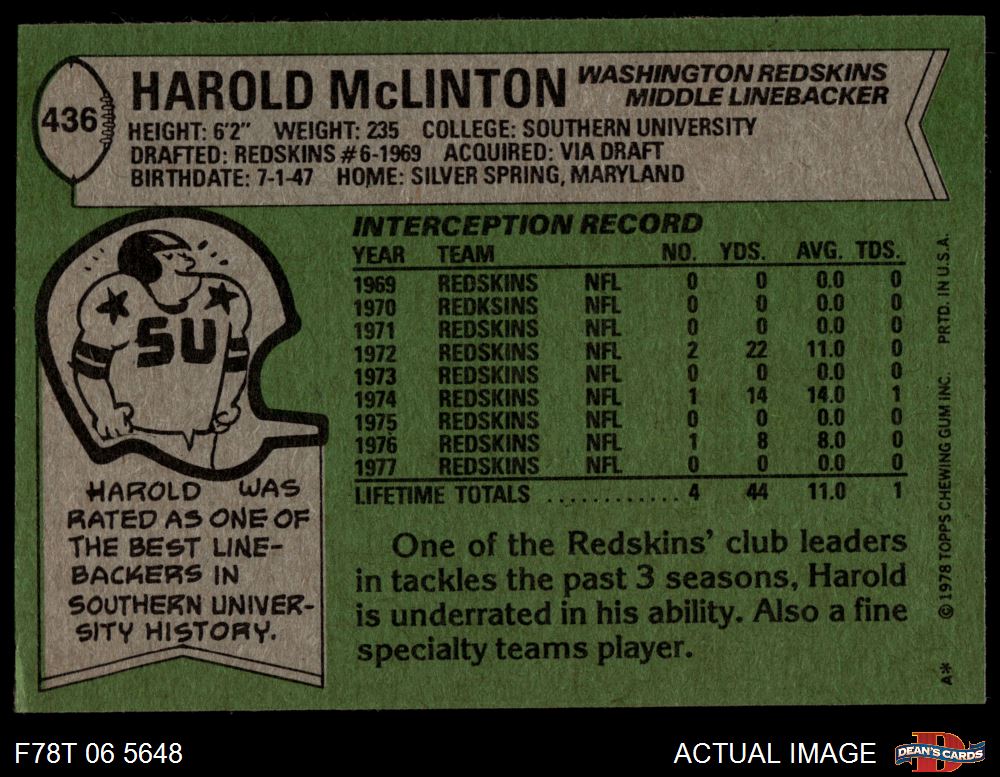 436
HAROLD McLINTON
WASHINGTON REDSKINS
MIDDLE LINEBACKER
HEIGHT: 6'2" WEIGHT: 235 COLLEGE: SOUTHERN UNIVERSITY
DRAFTED: REDSKINS #6-1969 ACQUIRED: VIA DRAFT
BIRTHDATE: 7-1-47 HOME: SILVER SPRING, MARYLAND
SU
HAROLD WAS
RATED AS ONE OF
THE BEST LINE-
BACKERS IN
SOUTHERN UNIVER-
SITY HISTORY.
INTERCEPTION RECORD
YEAR TEAM NO. YDS. AVG. TDS.
1969 REDSKINS NFL 0 0 0.0 0
1970 REDKSINS NFL 0 0 0.0 0
1971 REDSKINS NFL 0 0 0.0 0
1972 REDSKINS NFL 2 22 11.0 0
1973 REDSKINS NFL 0 0 0.0 0
1974 REDSKINS NFL 1 14 14.0 1
1975 REDSKINS NFL 0 0 0.0 0
1976 REDSKINS NFL 1 8 8.0 0
1977 REDSKINS NFL 0 0 0.0 0
LIFETIME TOTALS ............ 4 44 11.0 1
One of the Redskins' club leaders
in tackles the past 3 seasons, Harold
is underrated in his ability. Also a fine
specialty teams player.
A* © 1978 TOPPS CHEWING GUM INC. PRTD. IN U.S.A.
F78T 06 5648
ACTUAL IMAGE
D
DEAN'S CARDS